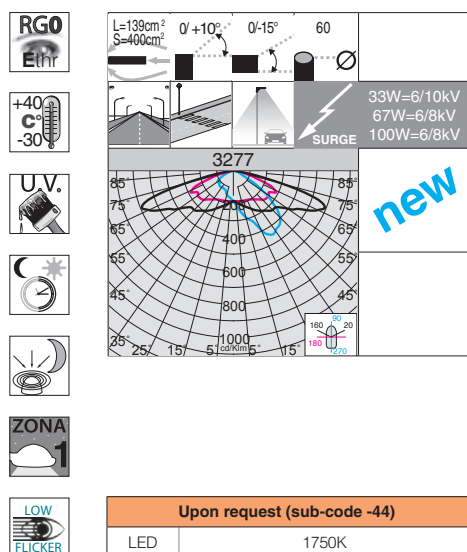 RG0
Ethr
+40
C°
-30
U.V.
ZONA
1
LOW
FLICKER
L=139cm²
S=400cm²
0/ +10°
0/-15°
60
Ø
SURGE
33W=6/10kV
67W=6/8kV
100W=6/8kV
3277
new
85° 85°
75° 75°
65° 65°
55° 55°
45° 45°
35° 25° 15° 5° 5° 15° 25° 35°
200
400
600
800
1000
cd/Klm
90
160 20
180
270
Upon request (sub-code -44)
LED 1750K